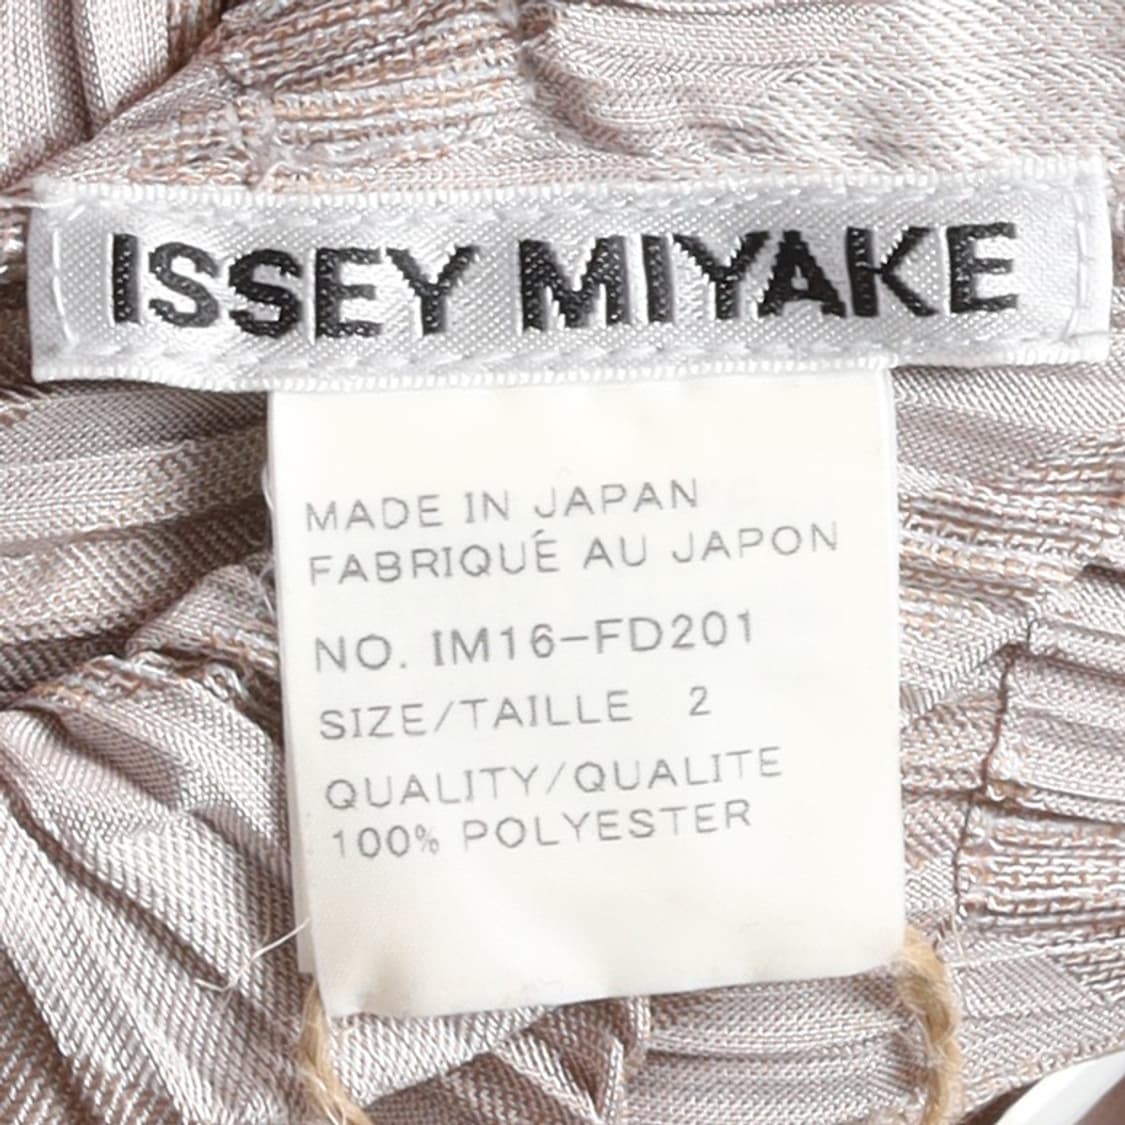 ISSEY MIYAKE
MADE IN JAPAN
FABRIQUÉ AU JAPON
NO. IM16-FD201
SIZE/TAILLE 2
QUALITY/QUALITE
100% POLYESTER